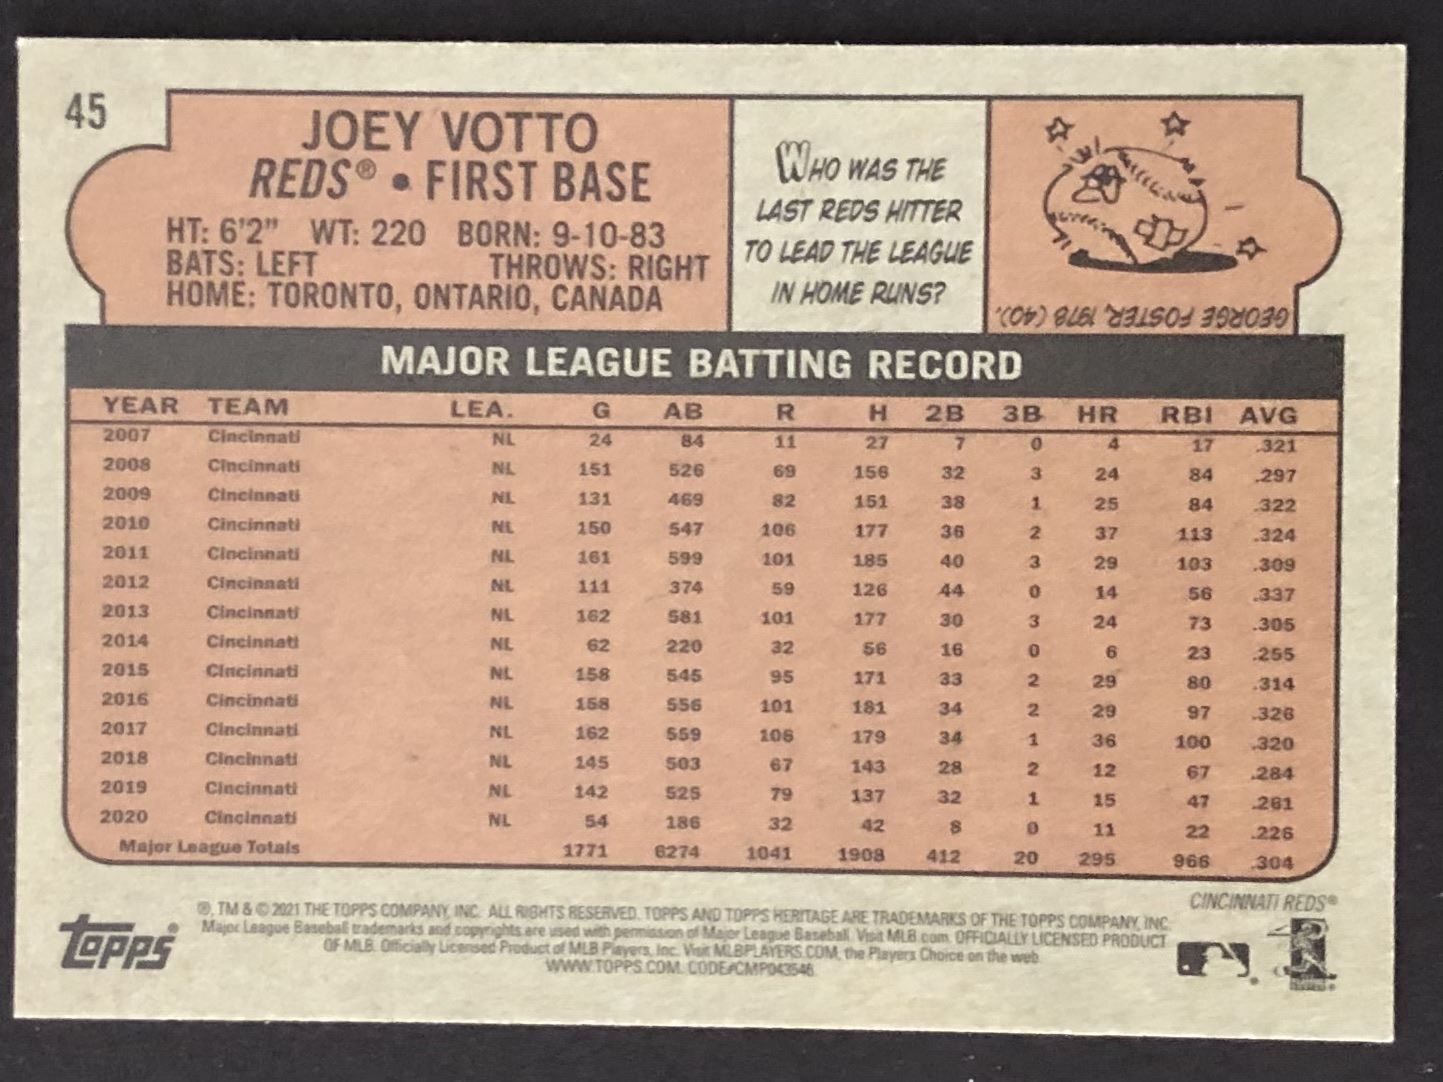 45
JOEY VOTTO
REDS® • FIRST BASE
HT: 6'2" WT: 220 BORN: 9-10-83
BATS: LEFT THROWS: RIGHT
HOME: TORONTO, ONTARIO, CANADA
WHO WAS THE
LAST REDS HITTER
TO LEAD THE LEAGUE
IN HOME RUNS?
GEORGE FOSTER, 1978 (40).
MAJOR LEAGUE BATTING RECORD
YEAR TEAM LEA. G AB R H 2B 3B HR RBI AVG
2007 Cincinnati NL 24 84 11 27 7 0 4 17 .321
2008 Cincinnati NL 151 526 69 156 32 3 24 84 .297
2009 Cincinnati NL 131 469 82 151 38 1 25 84 .322
2010 Cincinnati NL 150 547 106 177 36 2 37 113 .324
2011 Cincinnati NL 161 599 101 185 40 3 29 103 .309
2012 Cincinnati NL 111 374 59 126 44 0 14 56 .337
2013 Cincinnati NL 162 581 101 177 30 3 24 73 .305
2014 Cincinnati NL 62 220 32 56 16 0 6 23 .255
2015 Cincinnati NL 158 545 95 171 33 2 29 80 .314
2016 Cincinnati NL 158 556 101 181 34 2 29 97 .326
2017 Cincinnati NL 162 559 106 179 34 1 36 100 .320
2018 Cincinnati NL 145 503 67 143 28 2 12 67 .284
2019 Cincinnati NL 142 525 79 137 32 1 15 47 .261
2020 Cincinnati NL 54 186 32 42 8 0 11 22 .226
Major League Totals 1771 6274 1041 1908 412 20 295 966 .304
CINCINNATI REDS®
®, TM & © 2021 THE TOPPS COMPANY, INC. ALL RIGHTS RESERVED. TOPPS AND TOPPS HERITAGE ARE TRADEMARKS OF THE TOPPS COMPANY, INC.
Major League Baseball trademarks and copyrights are used with permission of Major League Baseball. Visit MLB.com. OFFICIALLY LICENSED PRODUCT
OF MLB. Officially Licensed Product of MLB Players, Inc. Visit MLBPLAYERS.COM, the Players Choice on the web.
WWW.TOPPS.COM. CODE#CMP043546
topps®